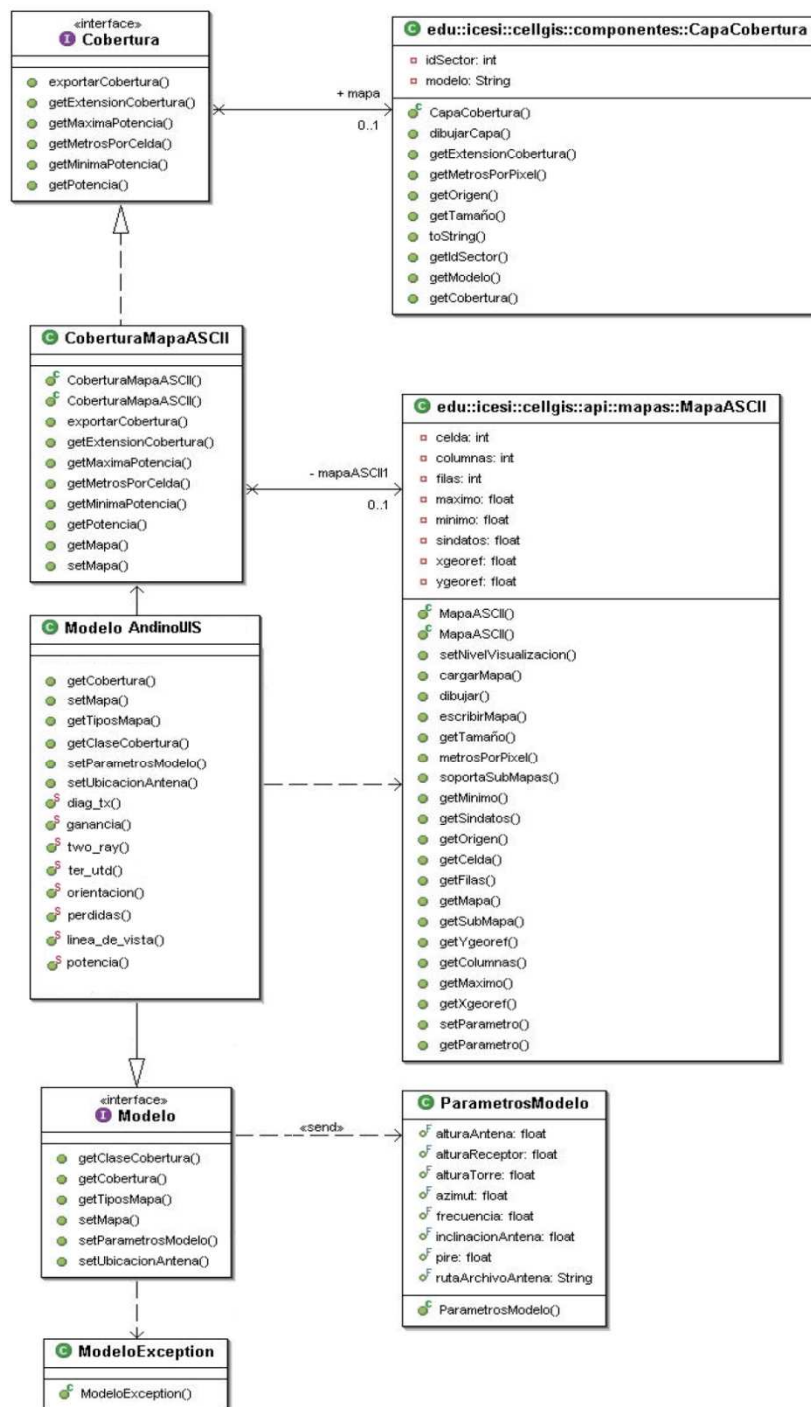 «interface»
I Cobertura
exportarCobertura()
getExtensionCobertura()
getMaximaPotencia()
getMetrosPorCelda()
getMinimaPotencia()
getPotencia()
+ mapa
0..1
C edu::icesi::cellgis::componentes::CapaCobertura
idSector: int
modelo: String
C CapaCobertura()
dibujarCapa()
getExtensionCobertura()
getMetrosPorPixel()
getOrigen()
getTamaño()
toString()
getIdSector()
getModelo()
getCobertura()
C CoberturaMapaASCII
C CoberturaMapaASCII()
C CoberturaMapaASCII()
exportarCobertura()
getExtensionCobertura()
getMaximaPotencia()
getMetrosPorCelda()
getMinimaPotencia()
getPotencia()
getMapa()
setMapa()
- mapaASCII1
0..1
C edu::icesi::cellgis::api::mapas::MapaASCII
celda: int
columnas: int
filas: int
maximo: float
minimo: float
sindatos: float
xgeoref: float
ygeoref: float
C MapaASCII()
C MapaASCII()
setNivelVisualizacion()
cargarMapa()
dibujar()
escribirMapa()
getTamaño()
metrosPorPixel()
soportaSubMapas()
getMinimo()
getSindatos()
getOrigen()
getCelda()
getFilas()
getMapa()
getSubMapa()
getYgeoref()
getColumnas()
getMaximo()
getXgeoref()
setParametro()
getParametro()
C Modelo AndinoUIS
getCobertura()
setMapa()
getTiposMapa()
getClaseCobertura()
setParametrosModelo()
setUbicacionAntena()
S diag_tx()
S ganancia()
S two_ray()
S ter_utd()
S orientacion()
S perdidas()
S linea_de_vista()
S potencia()
«interface»
I Modelo
getClaseCobertura()
getCobertura()
getTiposMapa()
setMapa()
setParametrosModelo()
setUbicacionAntena()
«send»
C ParametrosModelo
F alturaAntena: float
F alturaReceptor: float
F alturaTorre: float
F azimut: float
F frecuencia: float
F inclinacionAntena: float
F pire: float
F rutaArchivoAntena: String
C ParametrosModelo()
C ModeloException
C ModeloException()